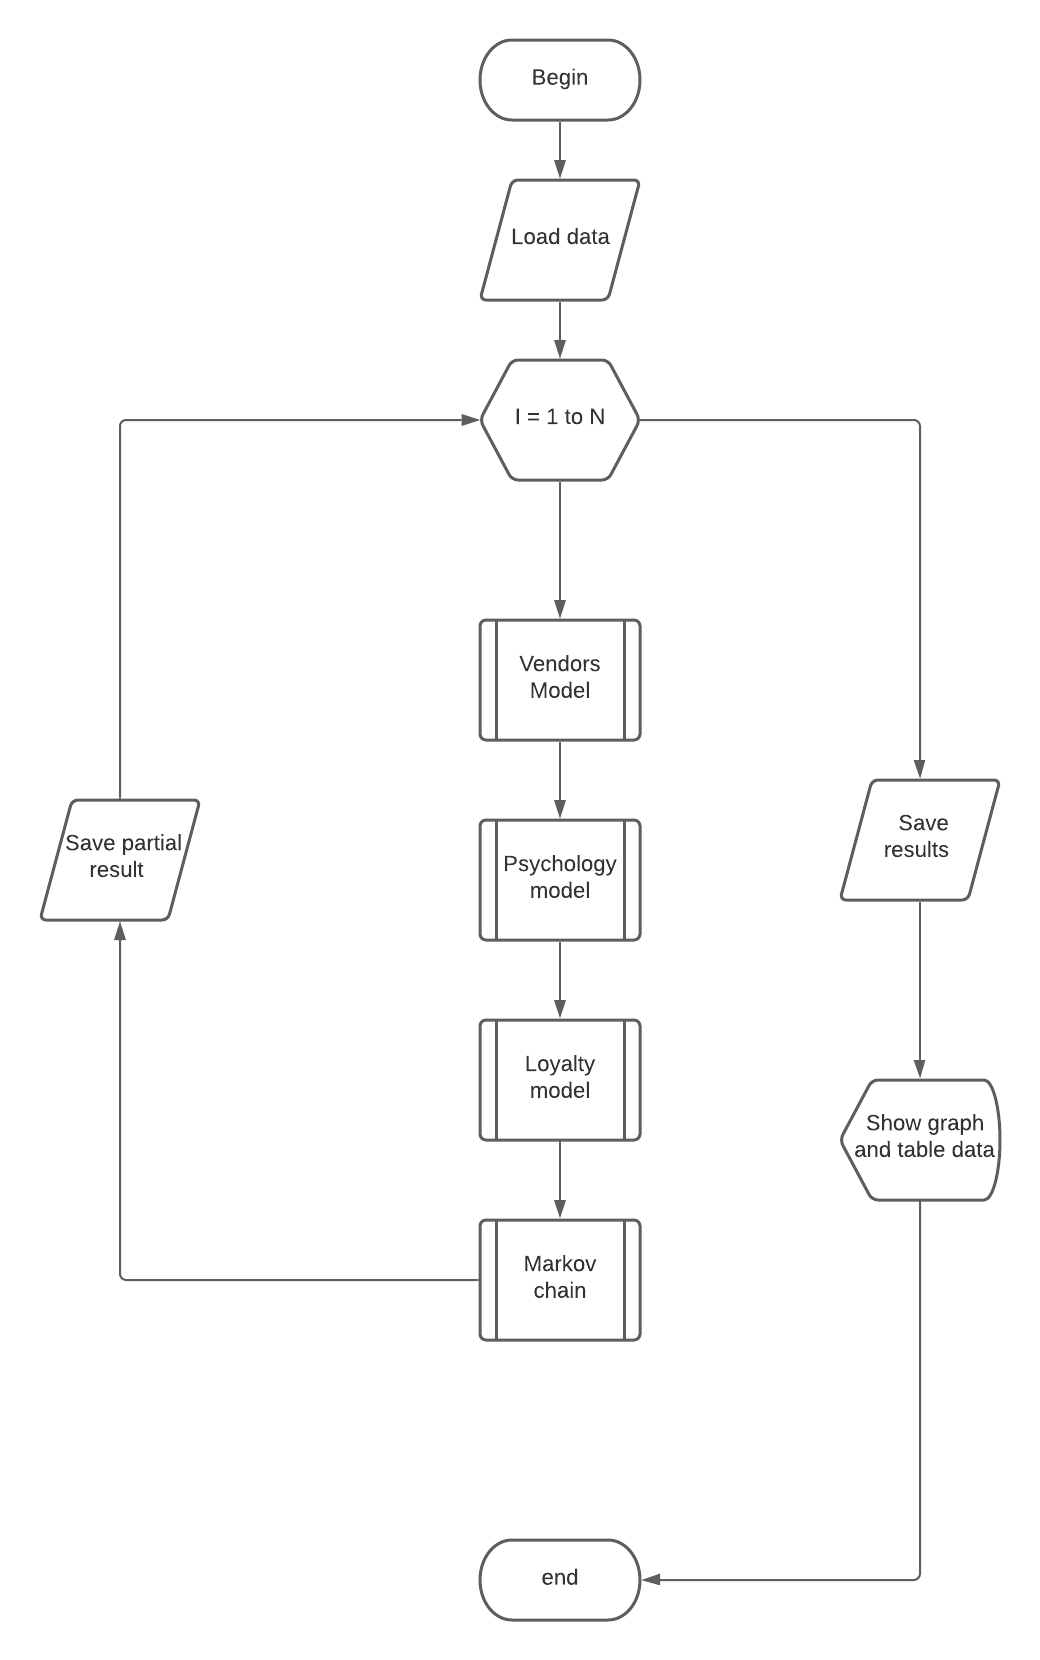 Begin
Load data
I = 1 to N
Vendors
Model
Psychology
model
Loyalty
model
Markov
chain
Save partial
result
Save
results
Show graph
and table data
end